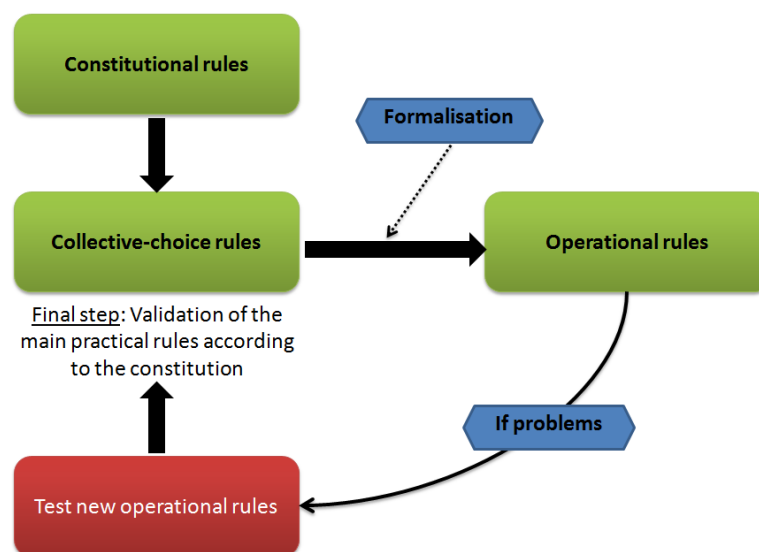 Constitutional rules
Formalisation
Collective-choice rules
Operational rules
Final step: Validation of the
main practical rules according
to the constitution
If problems
Test new operational rules